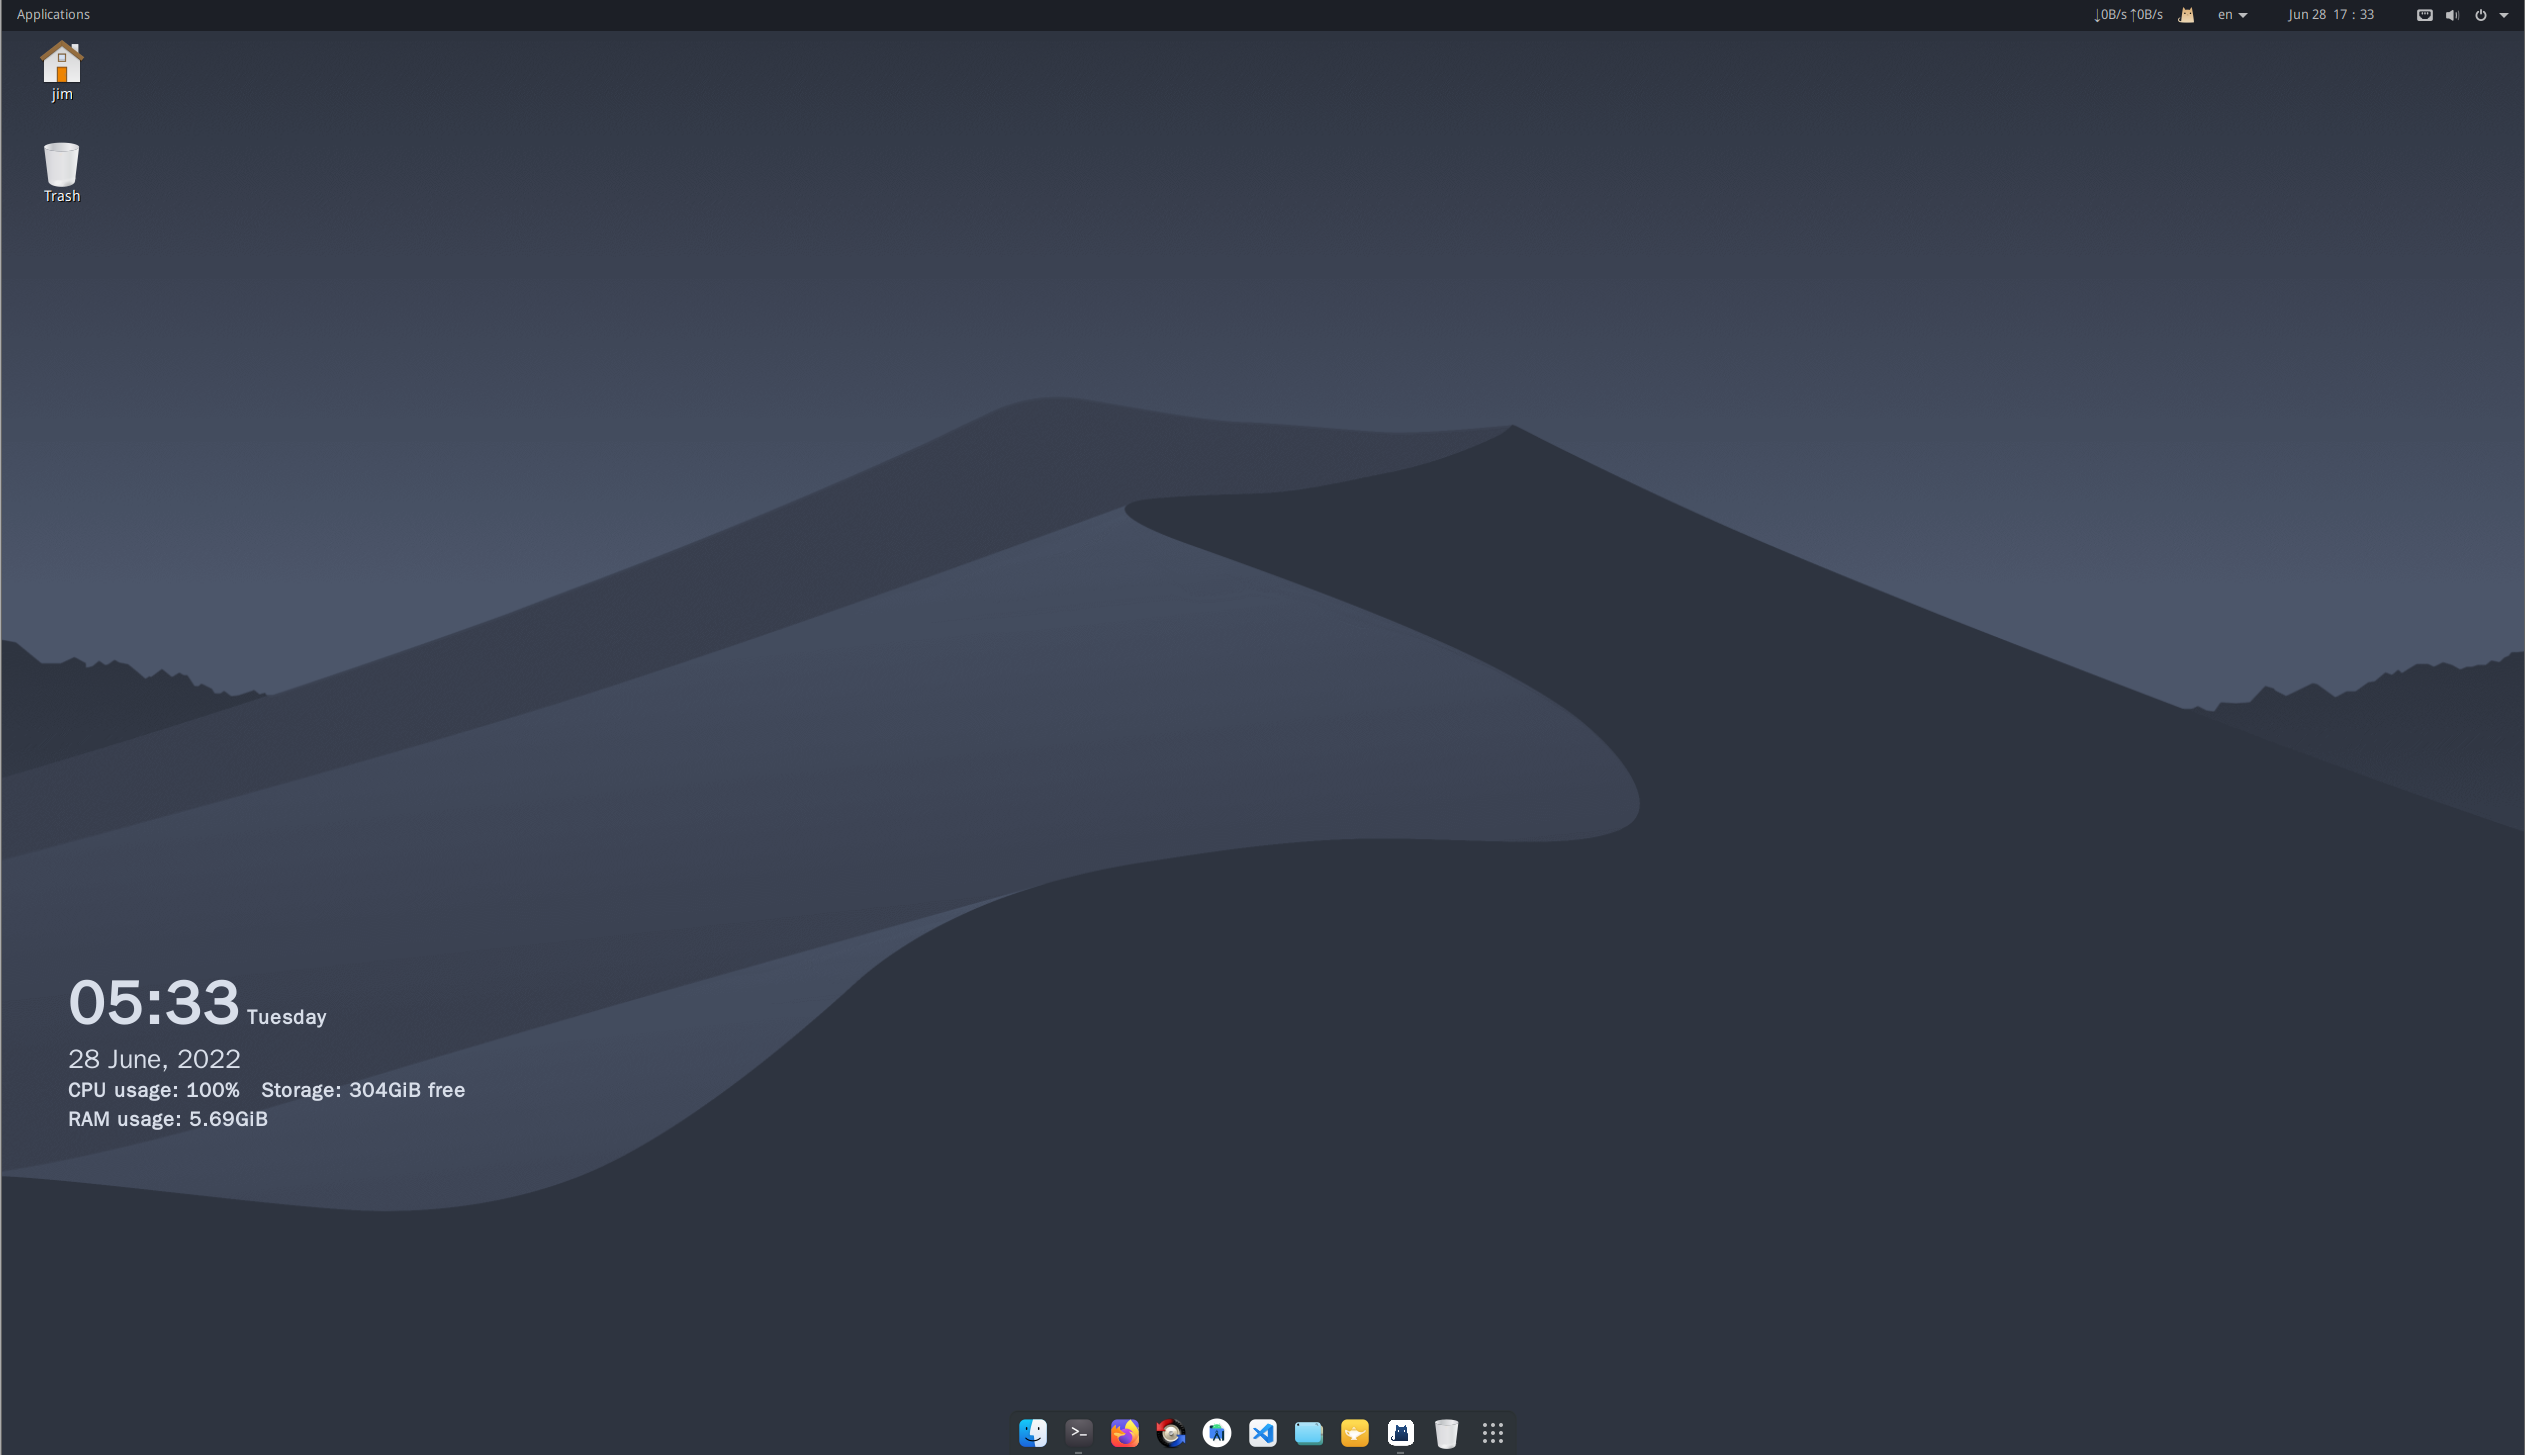 Applications
↓0B/s ↑0B/s en Jun 28 17 : 33
jim
Trash
05:33 Tuesday
28 June, 2022
CPU usage: 100% Storage: 304GiB free
RAM usage: 5.69GiB
>_